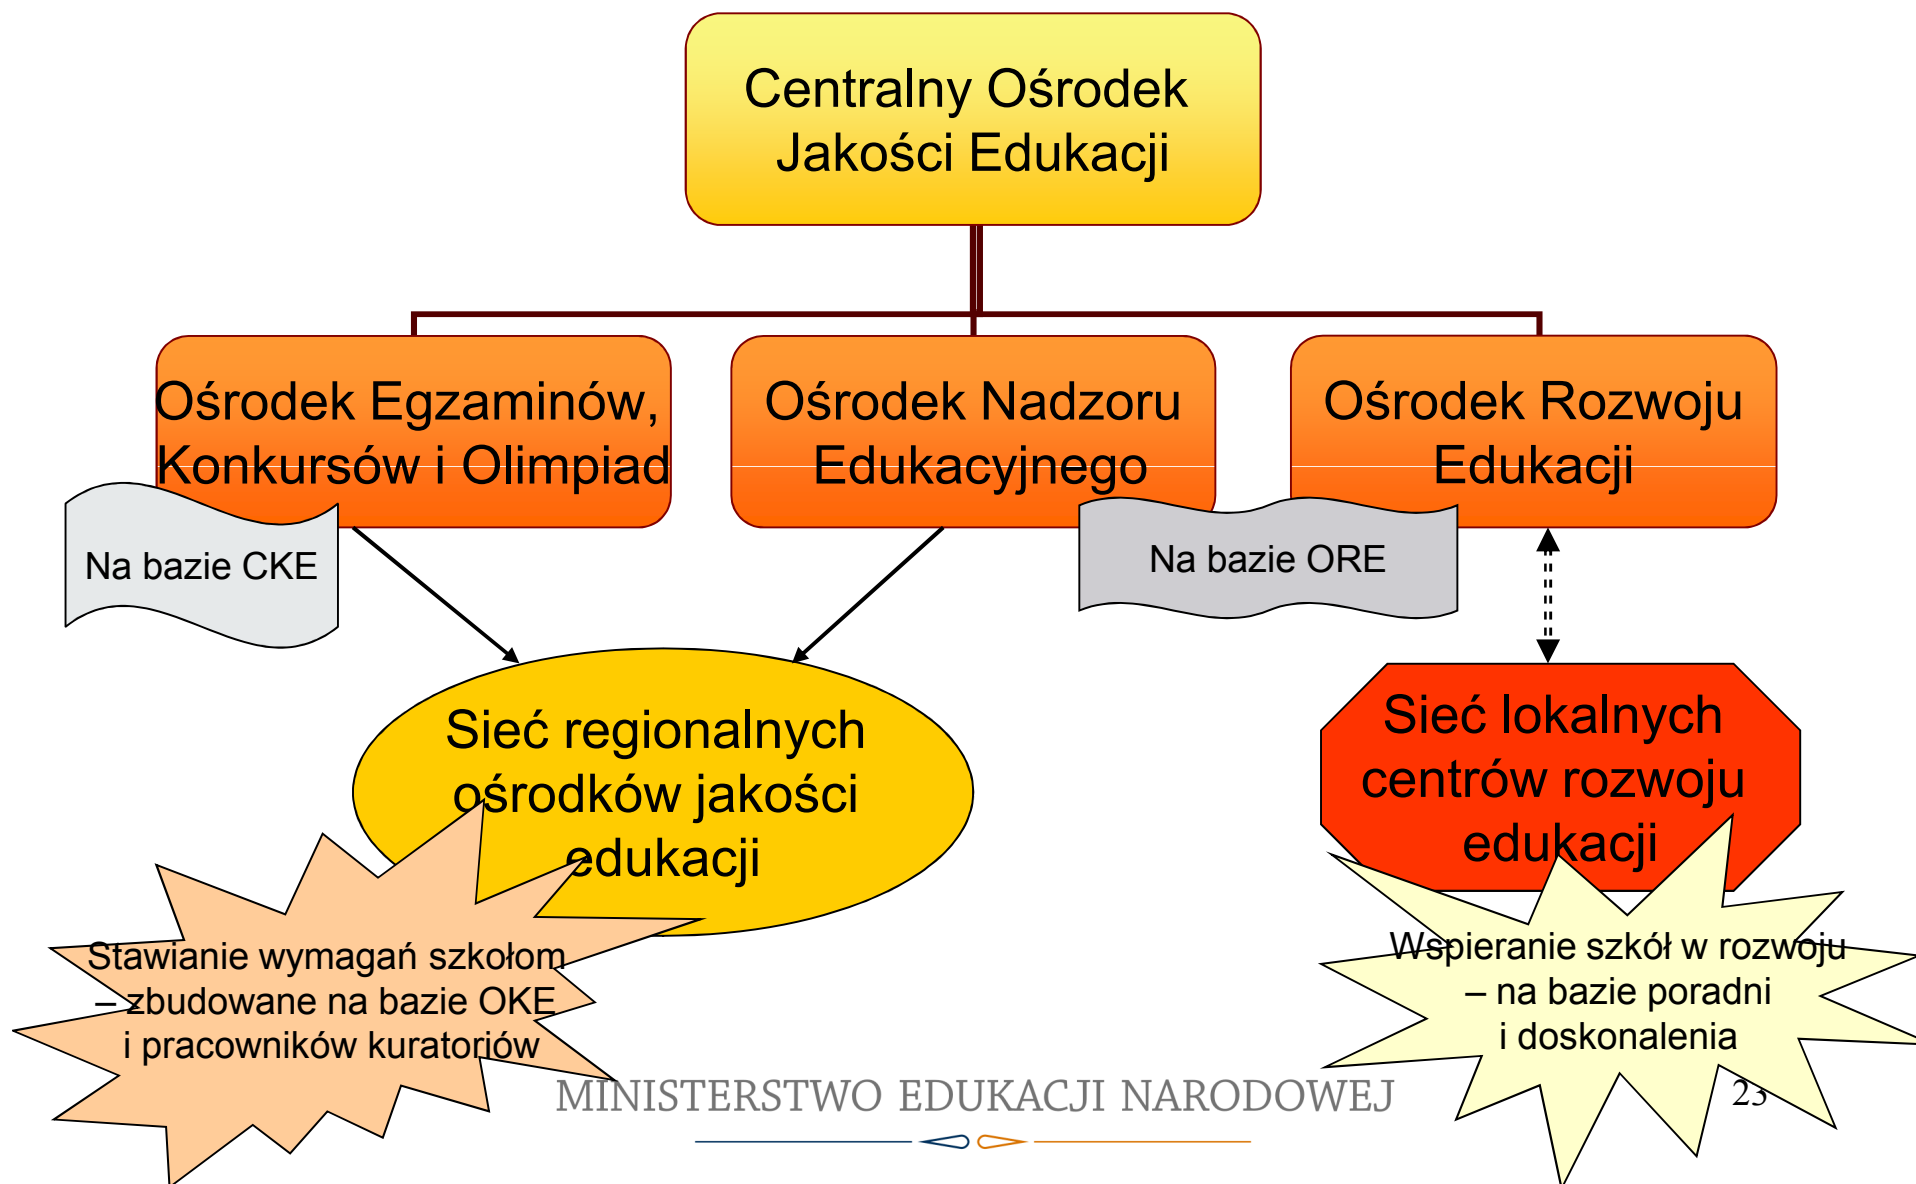 Centralny Ośrodek
Jakości Edukacji
Ośrodek Egzaminów,
Konkursów i Olimpiad
Ośrodek Nadzoru
Edukacyjnego
Ośrodek Rozwoju
Edukacji
Na bazie CKE
Na bazie ORE
Sieć regionalnych
ośrodków jakości
edukacji
Sieć lokalnych
centrów rozwoju
edukacji
Stawianie wymagań szkołom
– zbudowane na bazie OKE
i pracowników kuratoriów
Wspieranie szkół w rozwoju
– na bazie poradni
i doskonalenia
MINISTERSTWO EDUKACJI NARODOWEJ
23